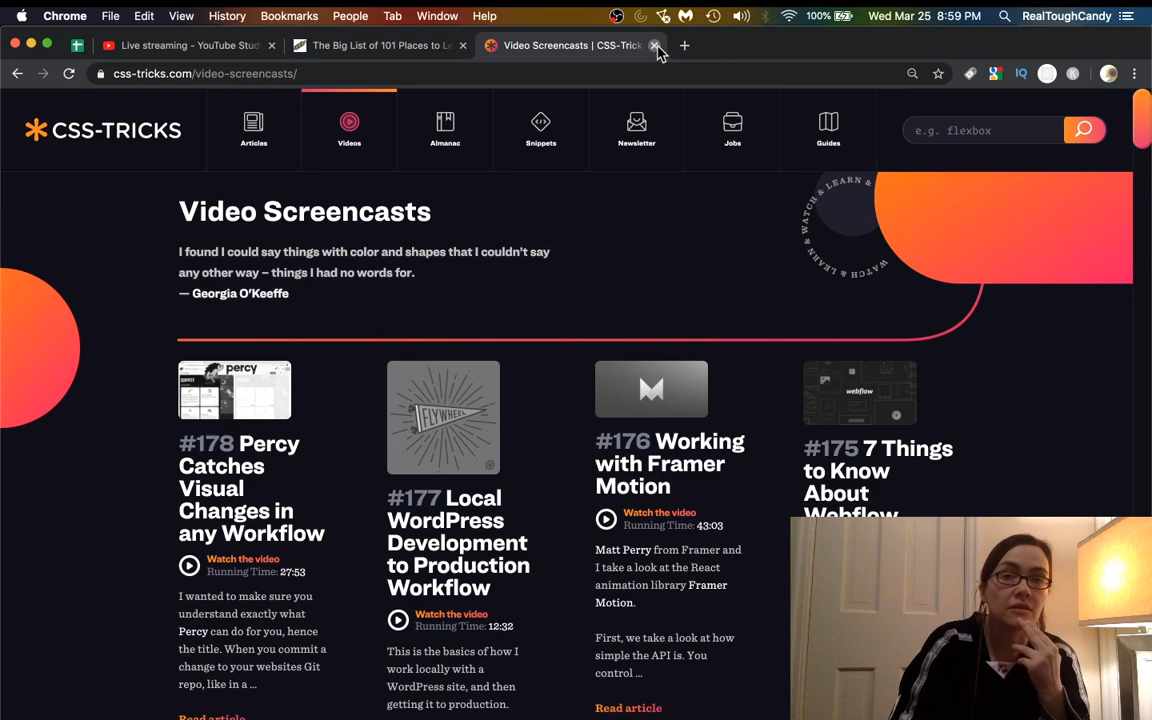 Chrome File Edit View History Bookmarks People Tab Window Help 100% Wed Mar 25 8:59 PM RealToughCandy
Live streaming - YouTube Stud The Big List of 101 Places to Le Video Screencasts | CSS-Trick
css-tricks.com/video-screencasts/
CSS-TRICKS
Articles Videos Almanac Snippets Newsletter Jobs Guides
e.g. flexbox
Video Screencasts
I found I could say things with color and shapes that I couldn't say
any other way – things I had no words for.
— Georgia O'Keeffe
WATCH & LEARN & WATCH & LEARN &
percy
FLYWHEEL
webflow
#178 Percy
Catches
Visual
Changes in
any Workflow
Watch the video
Running Time: 27:53
I wanted to make sure you
understand exactly what
Percy can do for you, hence
the title. When you commit a
change to your websites Git
repo, like in a ...
Read article
#177 Local
WordPress
Development
to Production
Workflow
Watch the video
Running Time: 12:32
This is the basics of how I
work locally with a
WordPress site, and then
getting it to production.
#176 Working
with Framer
Motion
Watch the video
Running Time: 43:03
Matt Perry from Framer and
I take a look at the React
animation library Framer
Motion.
First, we take a look at how
simple the API is. You
control ...
Read article
#175 7 Things
to Know
About
Webflow